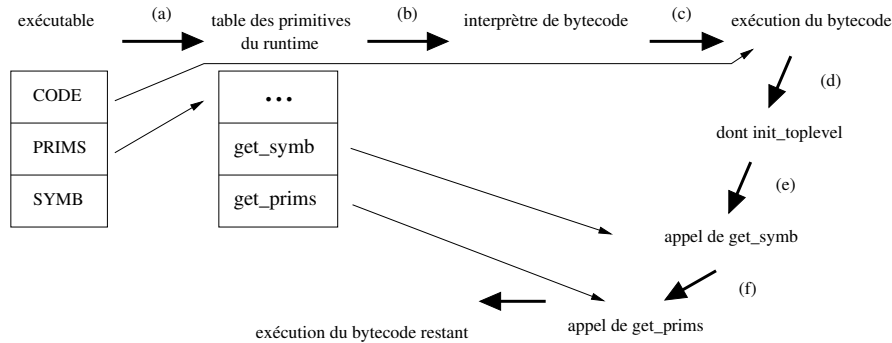 exécutable
(a)
table des primitives
du runtime
(b)
interprètre de bytecode
(c)
exécution du bytecode
(d)
CODE
...
dont init_toplevel
PRIMS
get_symb
(e)
SYMB
get_prims
appel de get_symb
(f)
appel de get_prims
exécution du bytecode restant